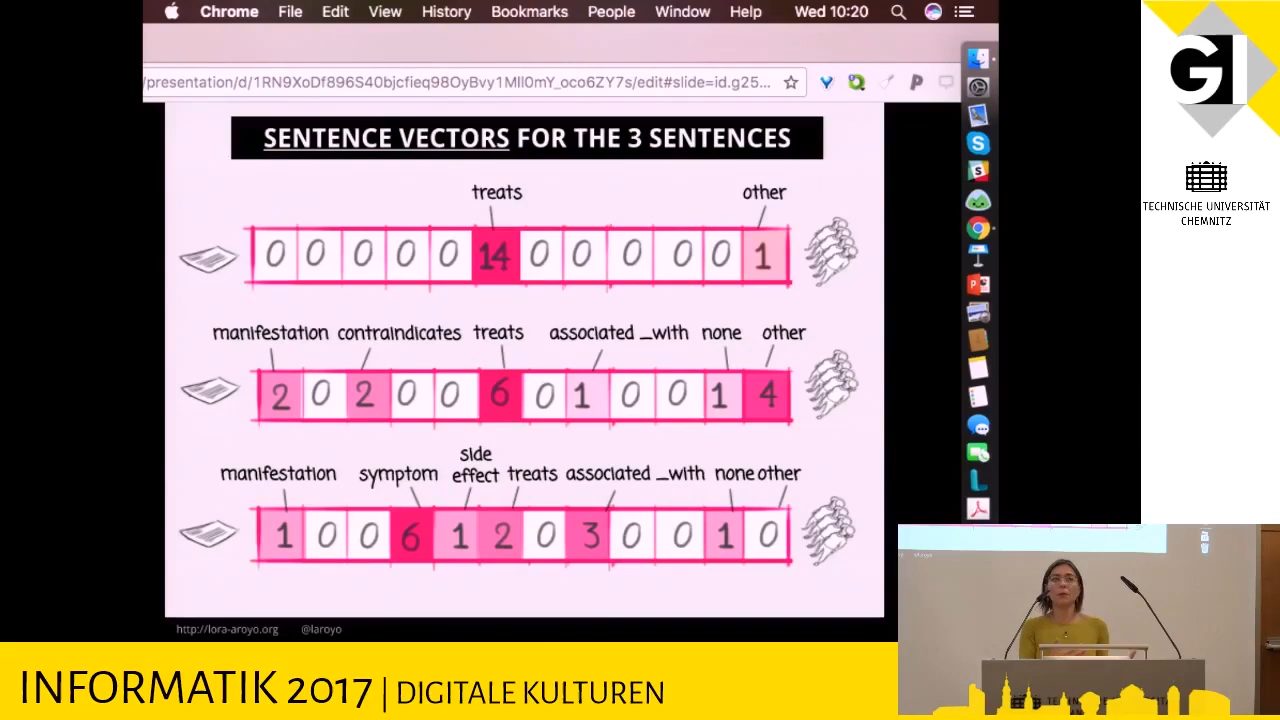 Chrome File Edit View History Bookmarks People Window Help Wed 10:20
/presentation/d/1RN9XoDf896S40bjcfieq98OyBvy1Mll0mY_oco6ZY7s/edit#slide=id.g25...
SENTENCE VECTORS FOR THE 3 SENTENCES
treats other
0 0 0 0 0 14 0 0 0 0 0 1
manifestation contraindicates treats associated_with none other
2 0 2 0 0 6 0 1 0 0 1 4
manifestation symptom side effect treats associated_with none other
1 0 0 6 1 2 0 3 0 0 1 0
http://lora-aroyo.org @laroyo
GI
TECHNISCHE UNIVERSITÄT
CHEMNITZ
INFORMATIK 2017 | DIGITALE KULTUREN